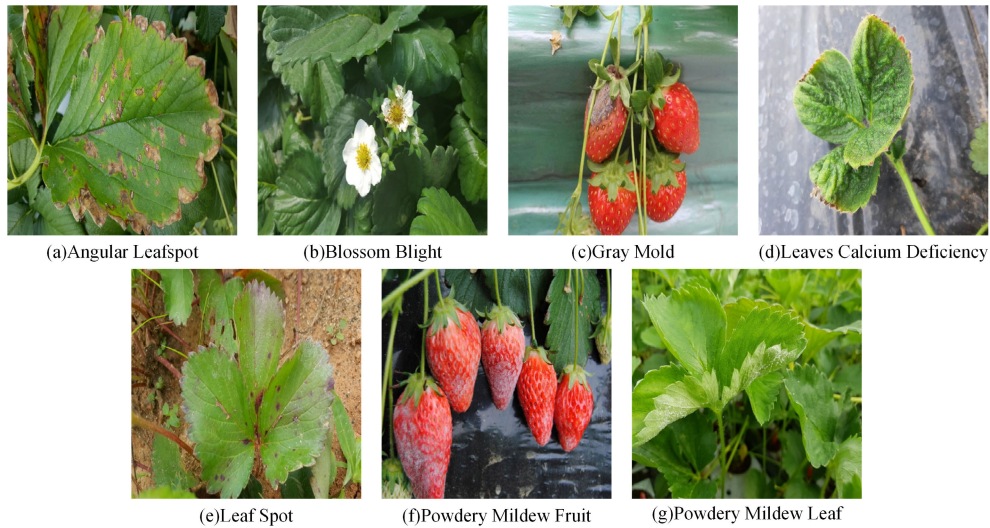 (a)Angular Leafspot
(b)Blossom Blight
(c)Gray Mold
(d)Leaves Calcium Deficiency
(e)Leaf Spot
(f)Powdery Mildew Fruit
(g)Powdery Mildew Leaf